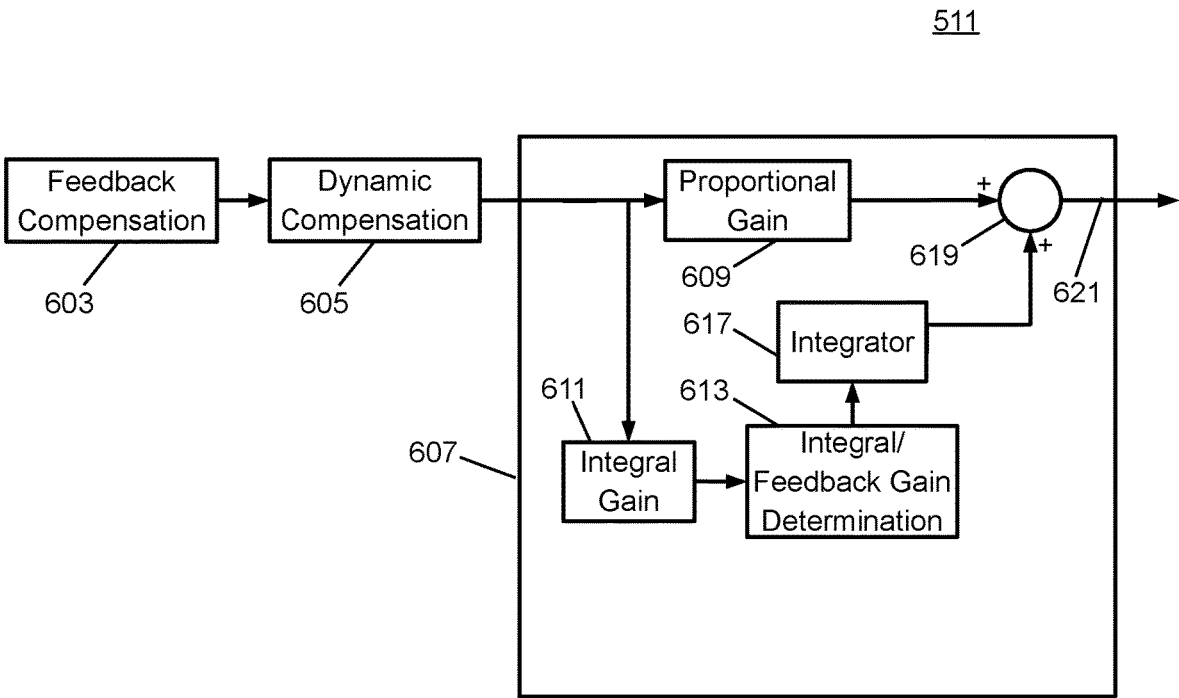 511
Feedback
Compensation
603
Dynamic
Compensation
605
Proportional
Gain
609
+
+
619
621
617
Integrator
611
613
607
Integral
Gain
Integral/
Feedback Gain
Determination